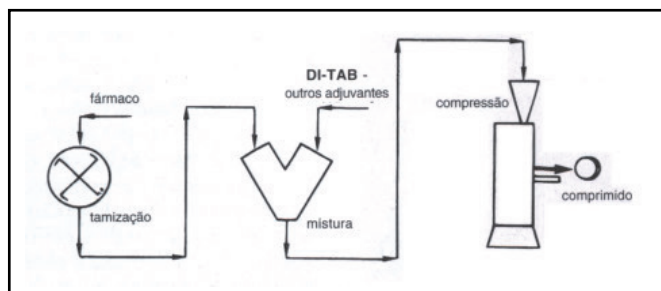 fármaco
tamização
DI-TAB -
outros adjuvantes
mistura
compressão
comprimido